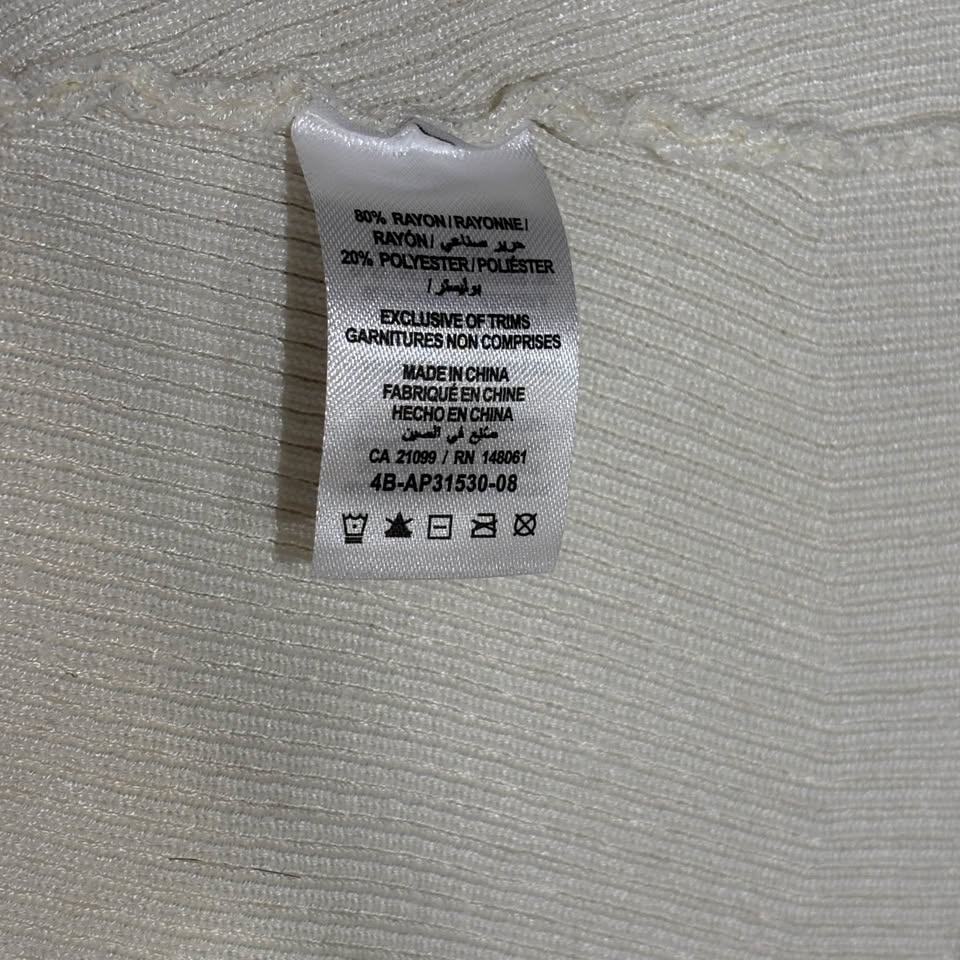 80% RAYON/RAYONNE/
RAYÓN/ حرير صناعي
20% POLYESTER/POLIÉSTER
بوليستر/
EXCLUSIVE OF TRIMS
GARNITURES NON COMPRISES
MADE IN CHINA
FABRIQUÉ EN CHINE
HECHO EN CHINA
صنع في الصين
CA 21099 / RN 148061
4B-AP31530-08